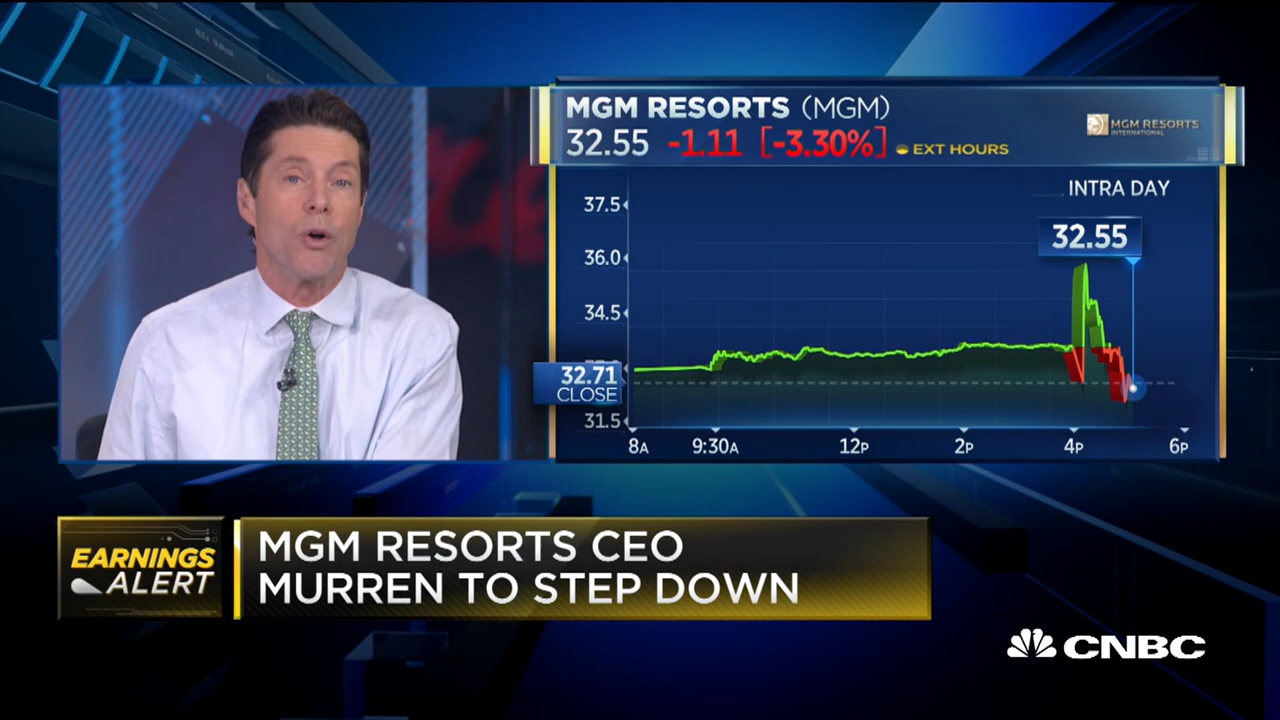 MGM RESORTS (MGM)
32.55 -1.11 [-3.30%] EXT HOURS
MGM RESORTS
INTERNATIONAL
INTRA DAY
32.55
37.5
36.0
34.5
32.71
CLOSE
31.5
8A 9:30A 12P 2P 4P 6P
EARNINGS
ALERT
MGM RESORTS CEO
MURREN TO STEP DOWN
CNBC